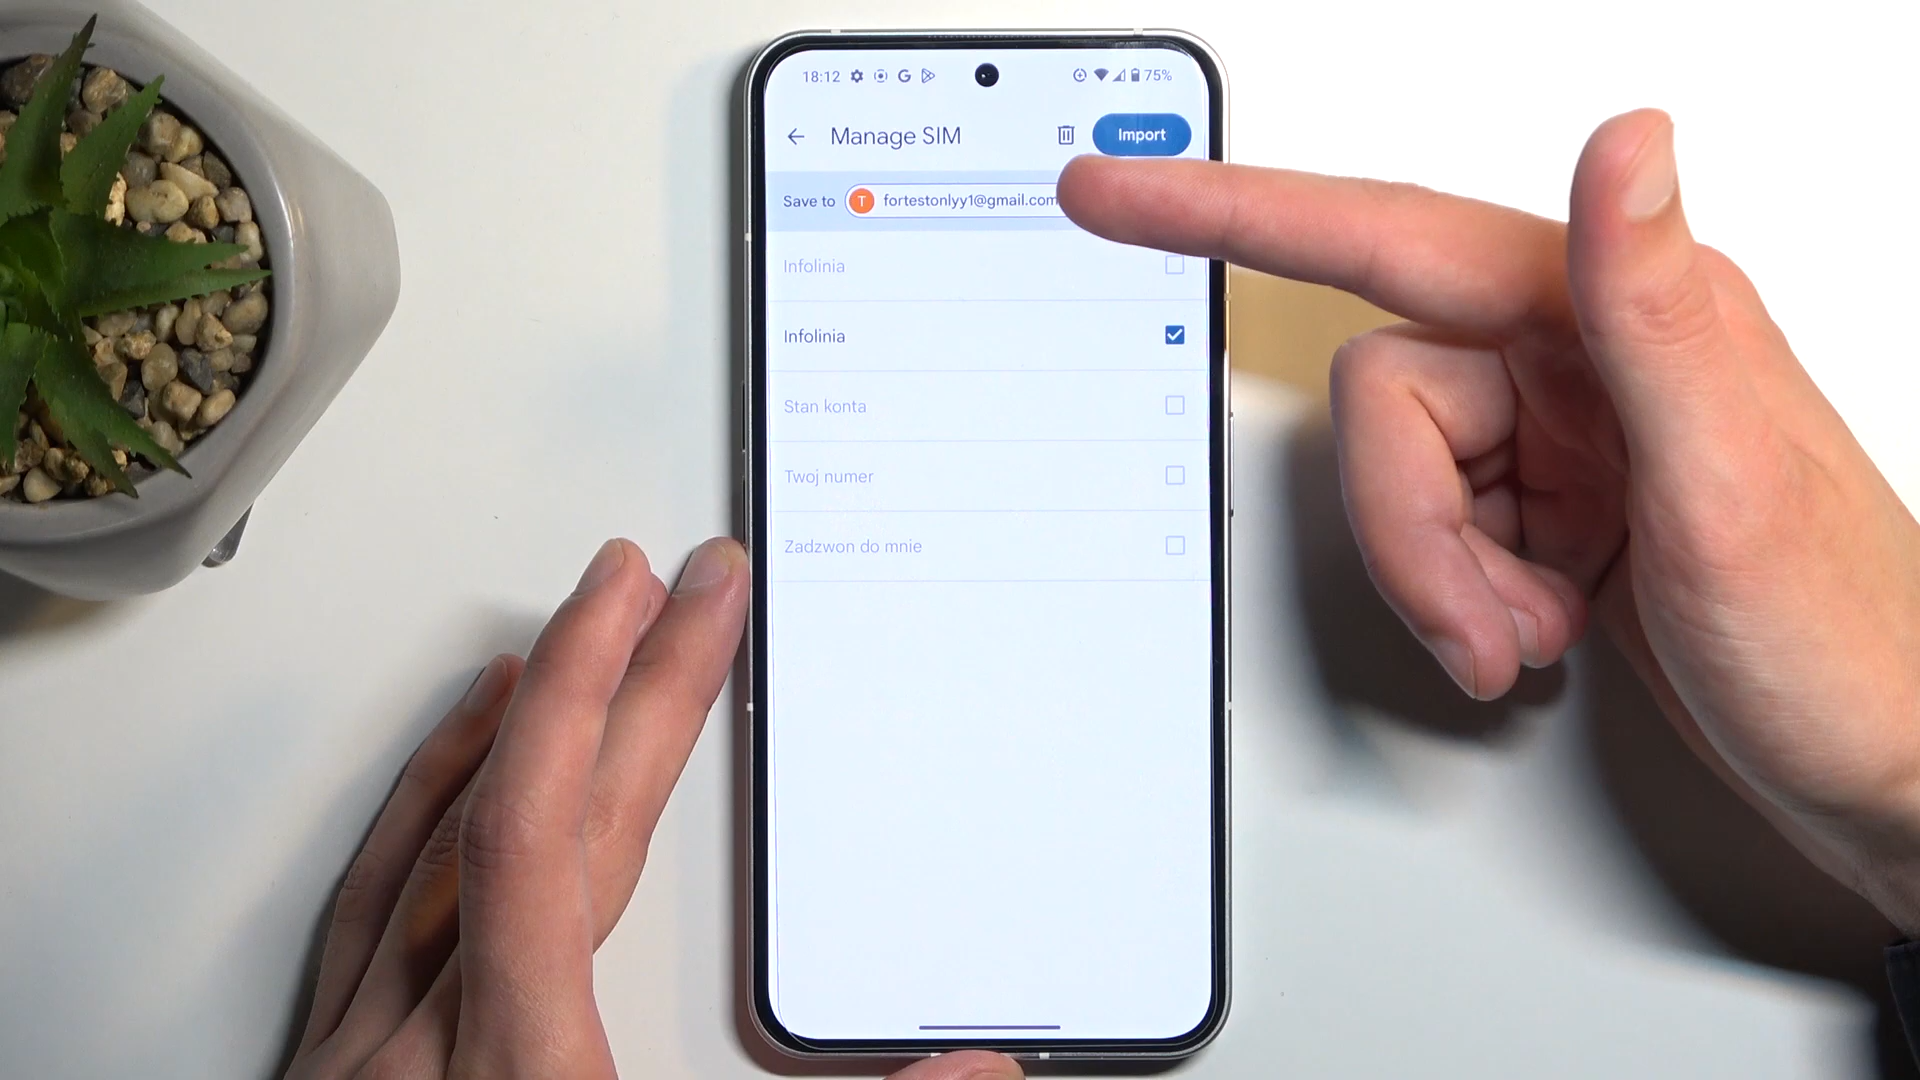 18:12 75%
Manage SIM Import
Save to T fortestonlyy1@gmail.com
Infolinia
Infolinia
Stan konta
Twoj numer
Zadzwon do mnie